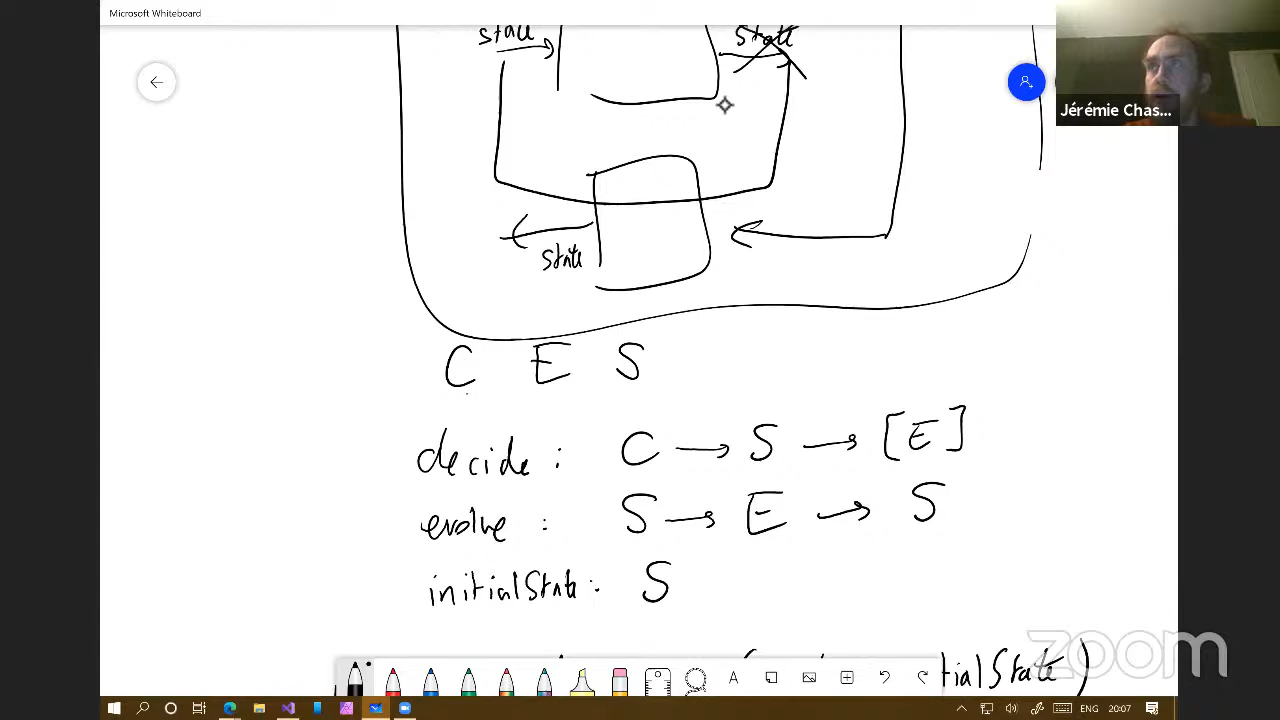 Microsoft Whiteboard
state
state
Jérémie Chas...
state
C E S
decide : C → S → [E]
evolve : S → E → S
initialState : S
tialState )
zoom
A
ENG 20:07